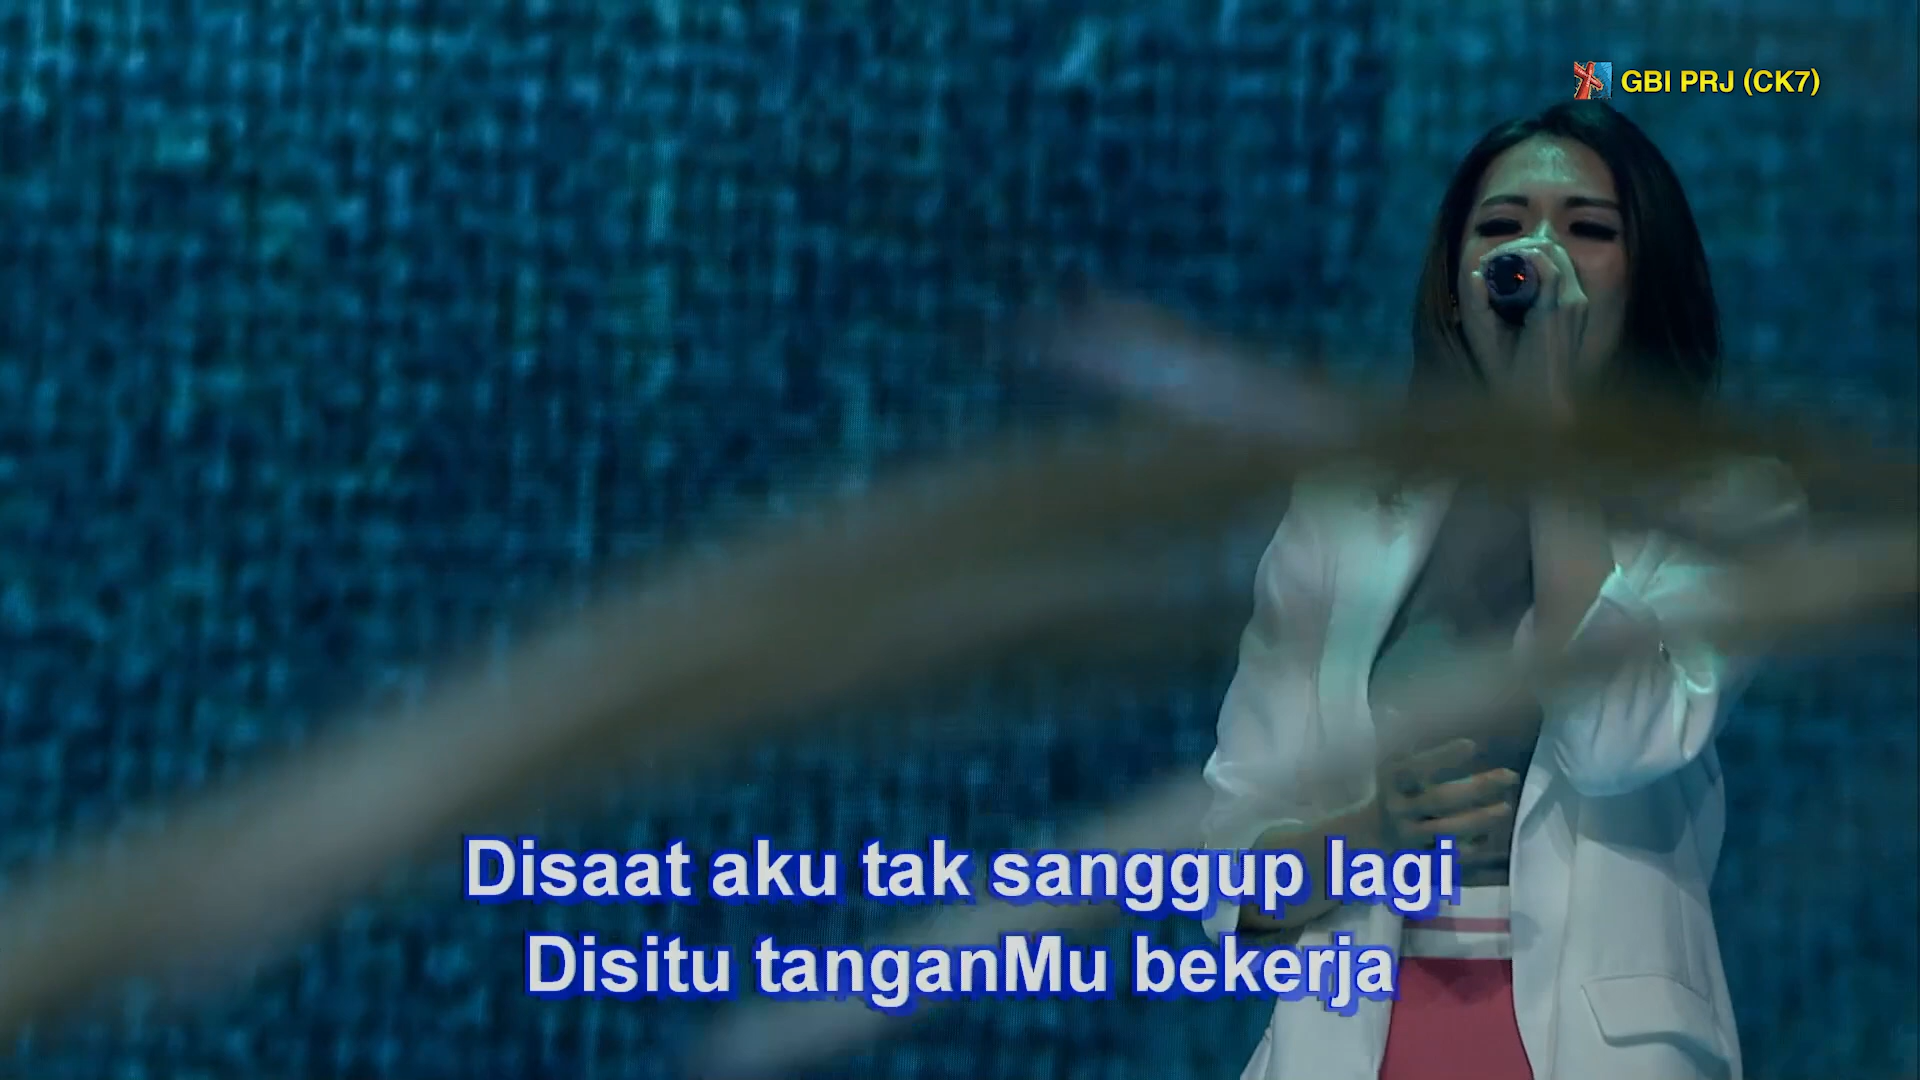 GBI PRJ (CK7)
Disaat aku tak sanggup lagi
Disitu tanganMu bekerja